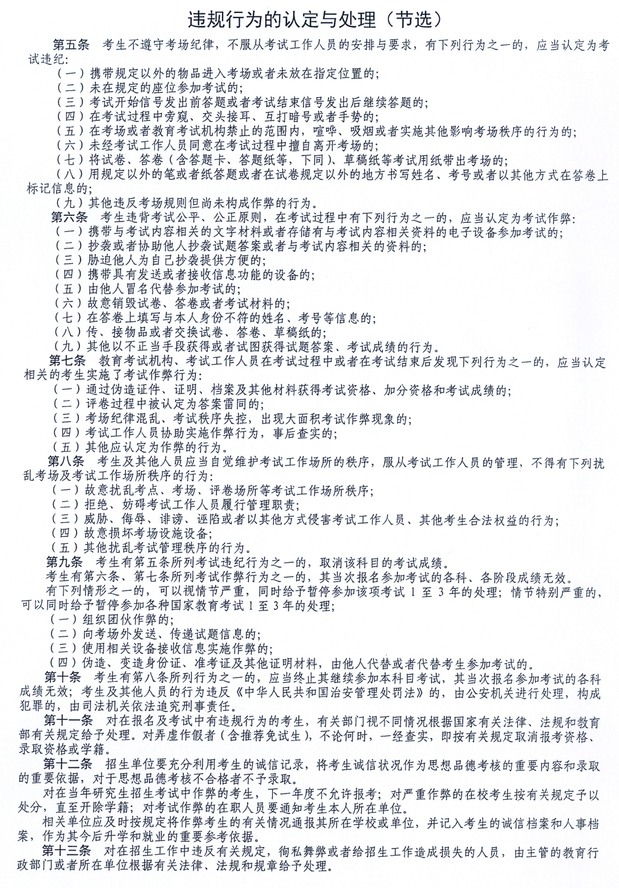 违规行为的认定与处理（节选）
第五条　考生不遵守考场纪律，不服从考试工作人员的安排与要求，有下列行为之一的，应当认定为考
试违纪：
（一）携带规定以外的物品进入考场或者未放在指定位置的；
（二）未在规定的座位参加考试的；
（三）考试开始信号发出前答题或者考试结束信号发出后继续答题的；
（四）在考试过程中旁窥、交头接耳、互打暗号或者手势的；
（五）在考场或者教育考试机构禁止的范围内，喧哗、吸烟或者实施其他影响考场秩序的行为的；
（六）未经考试工作人员同意在考试过程中擅自离开考场的；
（七）将试卷、答卷（含答题卡、答题纸等，下同）、草稿纸等考试用纸带出考场的；
（八）用规定以外的笔或者纸答题或者在试卷规定以外的地方书写姓名、考号或者以其他方式在答卷上
标记信息的；
（九）其他违反考场规则但尚未构成作弊的行为。
第六条　考生违背考试公平、公正原则，在考试过程中有下列行为之一的，应当认定为考试作弊：
（一）携带与考试内容相关的文字材料或者存储有与考试内容相关资料的电子设备参加考试的；
（二）抄袭或者协助他人抄袭试题答案或者与考试内容相关的资料的；
（三）胁迫他人为自己抄袭提供方便的；
（四）携带具有发送或者接收信息功能的设备的；
（五）由他人冒名代替参加考试的；
（六）故意销毁试卷、答卷或者考试材料的；
（七）在答卷上填写与本人身份不符的姓名、考号等信息的；
（八）传、接物品或者交换试卷、答卷、草稿纸的；
（九）其他以不正当手段获得或者试图获得试题答案、考试成绩的行为。
第七条　教育考试机构、考试工作人员在考试过程中或者在考试结束后发现下列行为之一的，应当认定
相关的考生实施了考试作弊行为：
（一）通过伪造证件、证明、档案及其他材料获得考试资格、加分资格和考试成绩的；
（二）评卷过程中被认定为答案雷同的；
（三）考场纪律混乱、考试秩序失控，出现大面积考试作弊现象的；
（四）考试工作人员协助实施作弊行为，事后查实的；
（五）其他应认定为作弊的行为。
第八条　考生及其他人员应当自觉维护考试工作场所的秩序，服从考试工作人员的管理，不得有下列扰
乱考场及考试工作场所秩序的行为：
（一）故意扰乱考点、考场、评卷场所等考试工作场所秩序；
（二）拒绝、妨碍考试工作人员履行管理职责；
（三）威胁、侮辱、诽谤、诬陷或者以其他方式侵害考试工作人员、其他考生合法权益的行为；
（四）故意损坏考场设施设备；
（五）其他扰乱考试管理秩序的行为。
第九条　考生有第五条所列考试违纪行为之一的，取消该科目的考试成绩。
考生有第六条、第七条所列考试作弊行为之一的，其当次报名参加考试的各科、各阶段成绩无效。
有下列情形之一的，可以视情节严重，同时给予暂停参加该项考试 1 至 3 年的处理；情节特别严重的，
可以同时给予暂停参加各种国家教育考试 1 至 3 年的处理；
（一）组织团伙作弊的；
（二）向考场外发送、传递试题信息的；
（三）使用相关设备接收信息实施作弊的；
（四）伪造、变造身份证、准考证及其他证明材料，由他人代替或者代替考生参加考试的。
第十条　考生有第八条所列行为之一的，应当终止其继续参加本科目考试，其当次报名参加考试的各科
成绩无效；考生及其他人员的行为违反《中华人民共和国治安管理处罚法》的，由公安机关进行处理，构成
犯罪的，由司法机关依法追究刑事责任。
第十一条　对在报名及考试中有违规行为的考生，有关部门视不同情况根据国家有关法律、法规和教育
部有关规定给予处理。对弄虚作假者（含推荐免试生），不论何时，一经查实，即按有关规定取消报考资格、
录取资格或学籍。
第十二条　招生单位要充分利用考生的诚信记录，将考生诚信状况作为思想品德考核的重要内容和录取
的重要依据，对于思想品德考核不合格者不予录取。
对在当年研究生招生考试中作弊的考生，下一年度不允许报考；对严重作弊的在校考生按有关规定予以
处分，直至开除学籍；对考试作弊的在职人员要通知考生本人所在单位。
相关单位应及时按规定将作弊考生的有关情况通报其所在学校或单位，并记入考生的诚信档案和人事档
案，作为其今后升学和就业的重要参考依据。
第十三条　对在招生工作中违反有关规定，徇私舞弊或者给招生工作造成损失的人员，由主管的教育行
政部门或者所在单位根据有关法律、法规和规章给予处理。